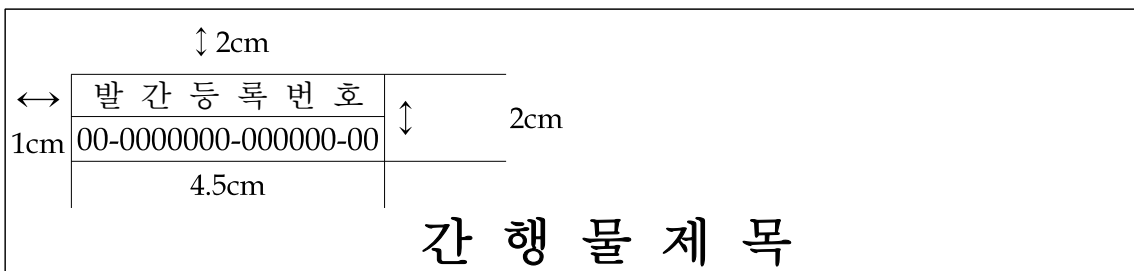 ↕ 2cm
↔ 발 간 등 록 번 호 ↕ 2cm
1cm 00-0000000-000000-00
4.5cm
간 행 물 제 목